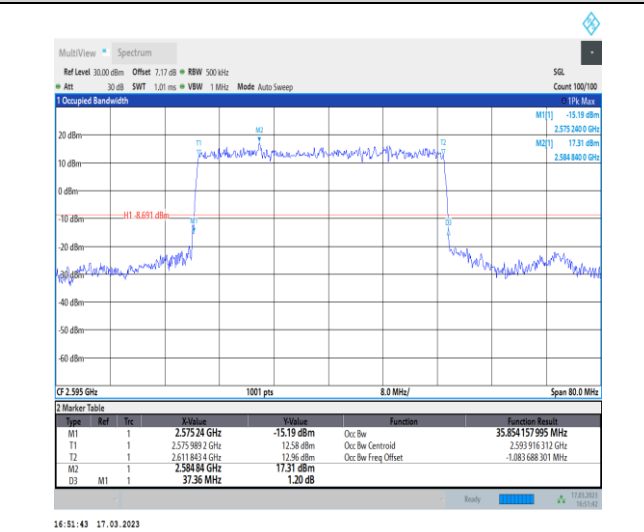 MultiView Spectrum
Ref Level 30.00 dBm Offset 7.17 dB RBW 500 kHz SGL
Att 30 dB SWT 1.01 ms VBW 1 MHz Mode Auto Sweep Count 100/100
1 Occupied Bandwidth 1Pk Max
M1[1] -15.19 dBm
2.575 240 0 GHz
M2[1] 17.31 dBm
2.584 840 0 GHz
M2
T1
T2
20 dBm
10 dBm
0 dBm
-10 dBm
H1 -8.691 dBm
M1
D3
-20 dBm
-30 dBm
-40 dBm
-50 dBm
-60 dBm
CF 2.595 GHz 1001 pts 8.0 MHz/ Span 80.0 MHz
2 Marker Table
Type Ref Trc X-Value Y-Value Function Function Result
M1 1 2.575 24 GHz -15.19 dBm Occ Bw 35.854 157 995 MHz
T1 1 2.575 989 2 GHz 12.58 dBm Occ Bw Centroid 2.593 916 312 GHz
T2 1 2.611 843 4 GHz 12.96 dBm Occ Bw Freq Offset -1.083 688 301 MHz
M2 1 2.584 84 GHz 17.31 dBm
D3 M1 1 37.36 MHz 1.20 dB
Ready 17.03.2023
16:51:42
16:51:43 17.03.2023